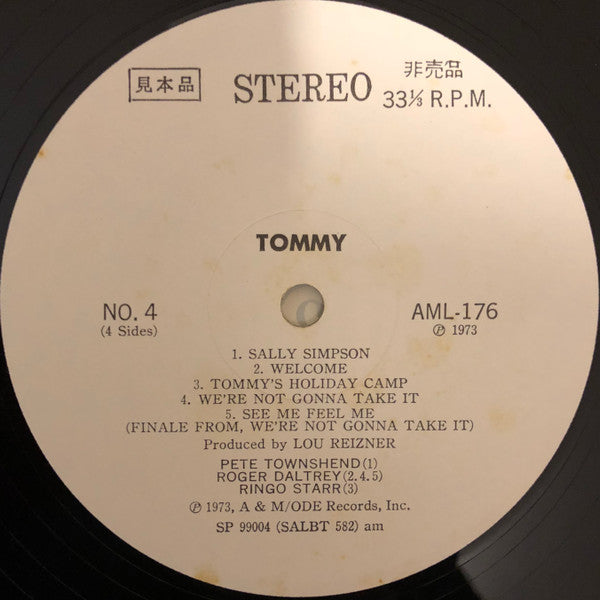 見本品 STEREO 非売品
33⅓ R.P.M.
TOMMY
NO. 4
(4 Sides)
AML-176
Ⓟ 1973
1. SALLY SIMPSON
2. WELCOME
3. TOMMY'S HOLIDAY CAMP
4. WE'RE NOT GONNA TAKE IT
5. SEE ME FEEL ME
(FINALE FROM, WE'RE NOT GONNA TAKE IT)
Produced by LOU REIZNER
PETE TOWNSHEND(1)
ROGER DALTREY(2.4.5)
RINGO STARR(3)
Ⓟ 1973, A & M/ODE Records, Inc.
SP 99004 (SALBT 582) am